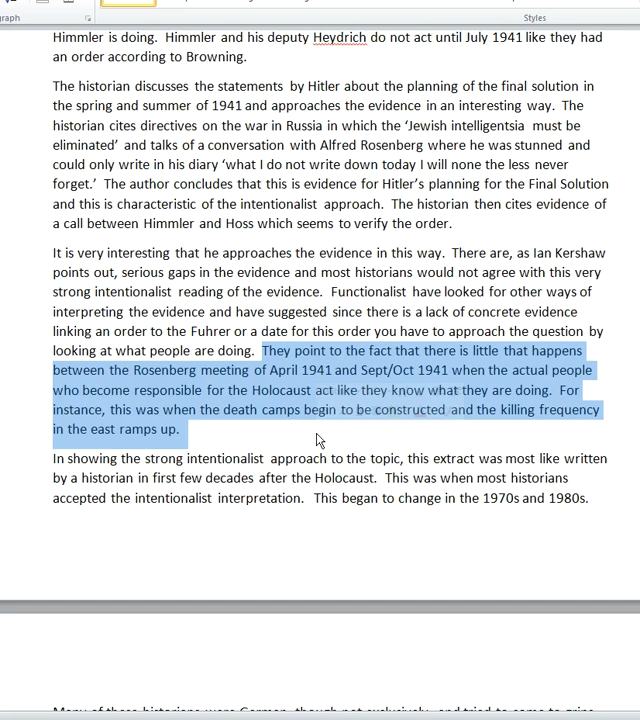 graph
Styles
Himmler is doing. Himmler and his deputy Heydrich do not act until July 1941 like they had
an order according to Browning.
The historian discusses the statements by Hitler about the planning of the final solution in
the spring and summer of 1941 and approaches the evidence in an interesting way. The
historian cites directives on the war in Russia in which the ‘Jewish intelligentsia must be
eliminated’ and talks of a conversation with Alfred Rosenberg where he was stunned and
could only write in his diary ‘what I do not write down today I will none the less never
forget.’ The author concludes that this is evidence for Hitler’s planning for the Final Solution
and this is characteristic of the intentionalist approach. The historian then cites evidence of
a call between Himmler and Hoss which seems to verify the order.
It is very interesting that he approaches the evidence in this way. There are, as Ian Kershaw
points out, serious gaps in the evidence and most historians would not agree with this very
strong intentionalist reading of the evidence. Functionalist have looked for other ways of
interpreting the evidence and have suggested since there is a lack of concrete evidence
linking an order to the Fuhrer or a date for this order you have to approach the question by
looking at what people are doing. They point to the fact that there is little that happens
between the Rosenberg meeting of April 1941 and Sept/Oct 1941 when the actual people
who become responsible for the Holocaust act like they know what they are doing. For
instance, this was when the death camps begin to be constructed and the killing frequency
in the east ramps up.
In showing the strong intentionalist approach to the topic, this extract was most like written
by a historian in first few decades after the Holocaust. This was when most historians
accepted the intentionalist interpretation. This began to change in the 1970s and 1980s.
Many of these historians were German, though not exclusively, and tried to come to grips